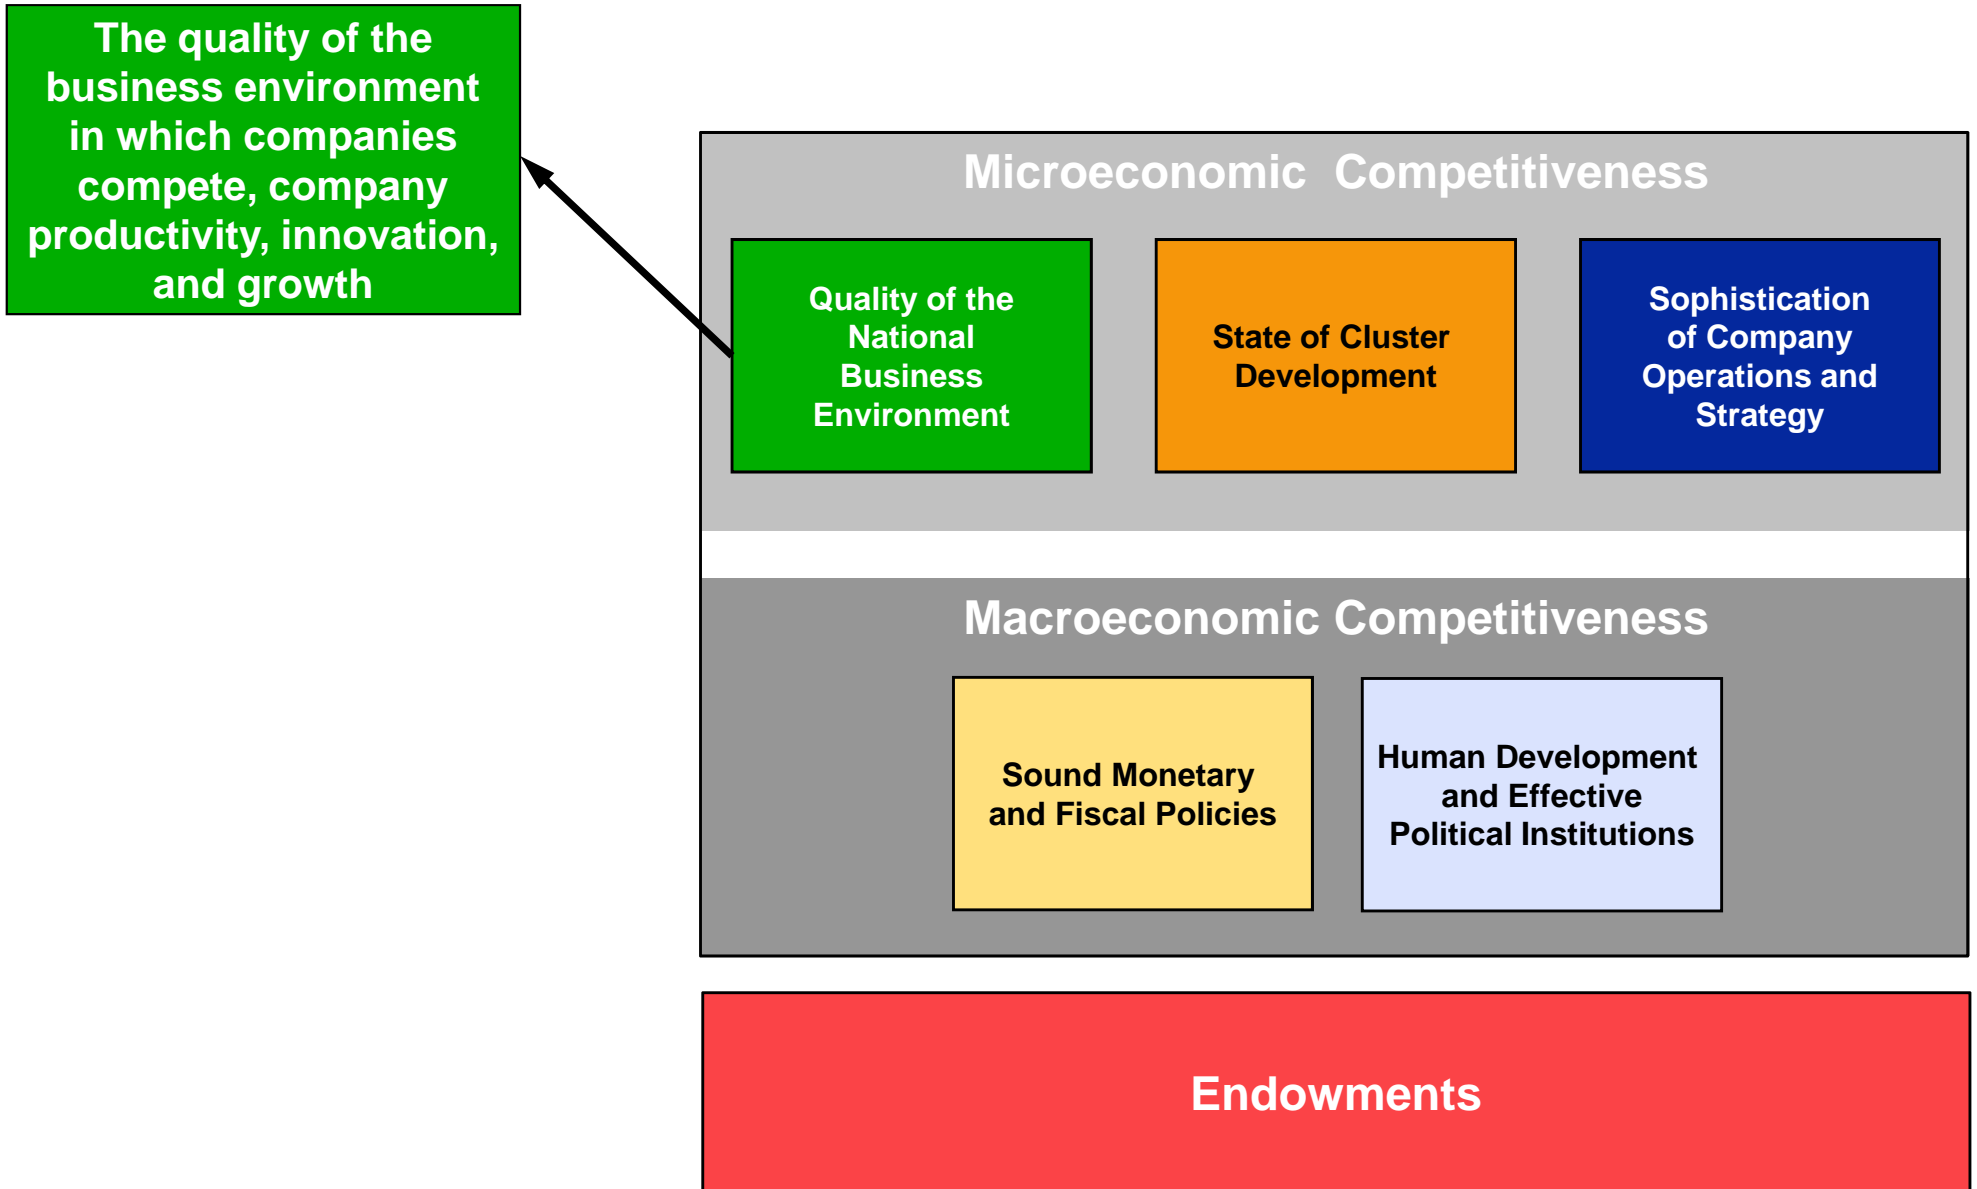 The quality of the
business environment
in which companies
compete, company
productivity, innovation,
and growth
Microeconomic  Competitiveness
Quality of the
National
Business
Environment
State of Cluster
Development
Sophistication
of Company
Operations and
Strategy
Macroeconomic Competitiveness
Sound Monetary
and Fiscal Policies
Human Development
and Effective
Political Institutions
Endowments